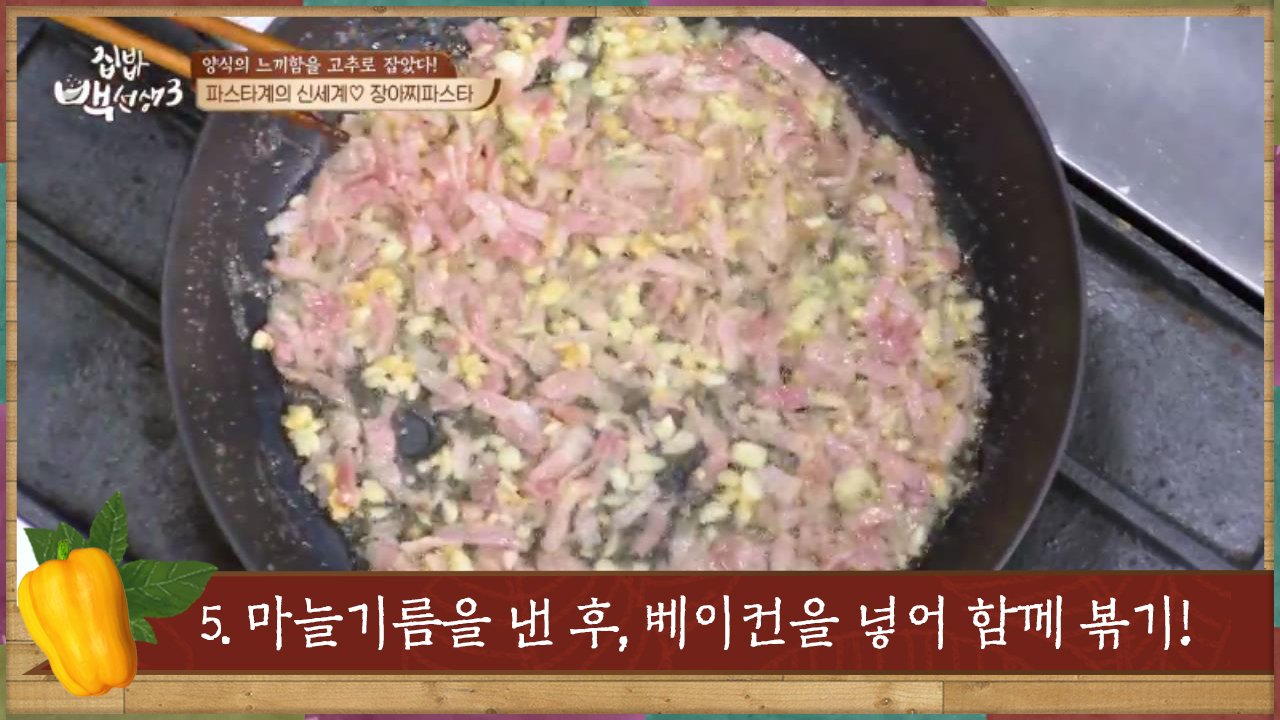 집밥
백선생3
양식의 느끼함을 고추로 잡았다!
파스타계의 신세계♡ 장아찌파스타
5. 마늘기름을 낸 후, 베이컨을 넣어 함께 볶기!